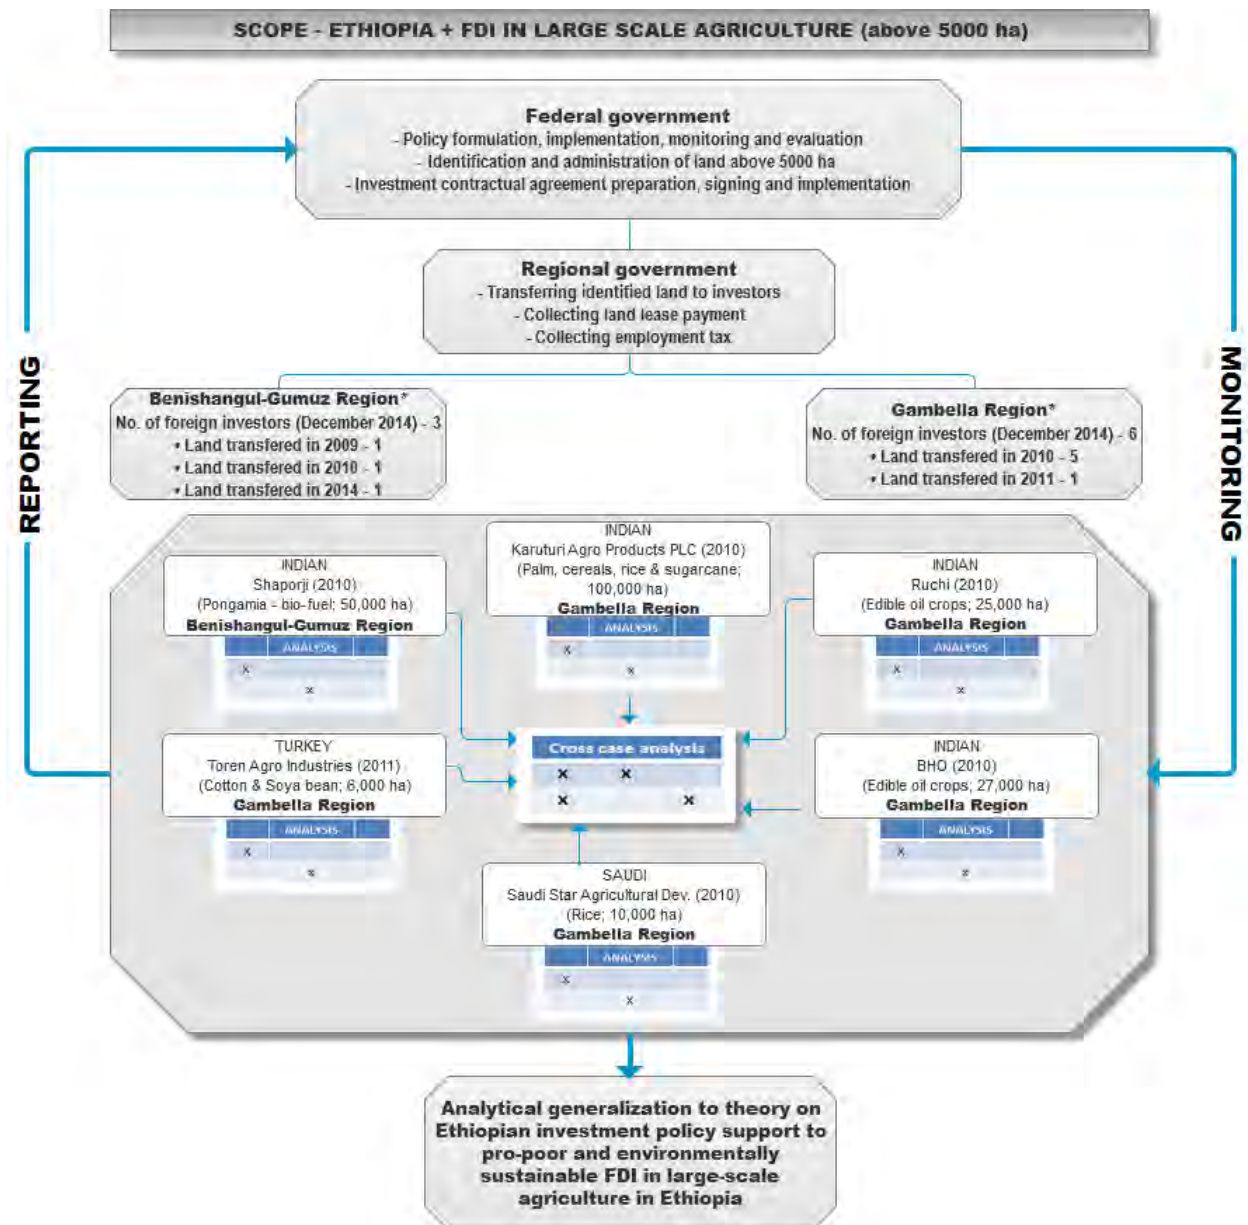 SCOPE - ETHIOPIA + FDI IN LARGE SCALE AGRICULTURE (above 5000 ha)
Federal government
- Policy formulation, implementation, monitoring and evaluation
- Identification and administration of land above 5000 ha
- Investment contractual agreement preparation, signing and implementation
Regional government
- Transferring identified land to investors
- Collecting land lease payment
- Collecting employment tax
REPORTING
MONITORING
Benishangul-Gumuz Region*
No. of foreign investors (December 2014) - 3
• Land transfered in 2009 - 1
• Land transfered in 2010 - 1
• Land transfered in 2014 - 1
Gambella Region*
No. of foreign investors (December 2014) - 6
• Land transfered in 2010 - 5
• Land transfered in 2011 - 1
INDIAN
Shaporji (2010)
(Pongamia - bio-fuel; 50,000 ha)
Benishangul-Gumuz Region
ANALYSIS
x
x
INDIAN
Karuturi Agro Products PLC (2010)
(Palm, cereals, rice & sugarcane;
100,000 ha)
Gambella Region
ANALYSIS
x
x
INDIAN
Ruchi (2010)
(Edible oil crops; 25,000 ha)
Gambella Region
ANALYSIS
x
x
TURKEY
Toren Agro Industries (2011)
(Cotton & Soya bean; 6,000 ha)
Gambella Region
ANALYSIS
x
x
Cross case analysis
x x
x x
INDIAN
BHO (2010)
(Edible oil crops; 27,000 ha)
Gambella Region
ANALYSIS
x
x
SAUDI
Saudi Star Agricultural Dev. (2010)
(Rice; 10,000 ha)
Gambella Region
ANALYSIS
x
x
Analytical generalization to theory on
Ethiopian investment policy support to
pro-poor and environmentally
sustainable FDI in large-scale
agriculture in Ethiopia